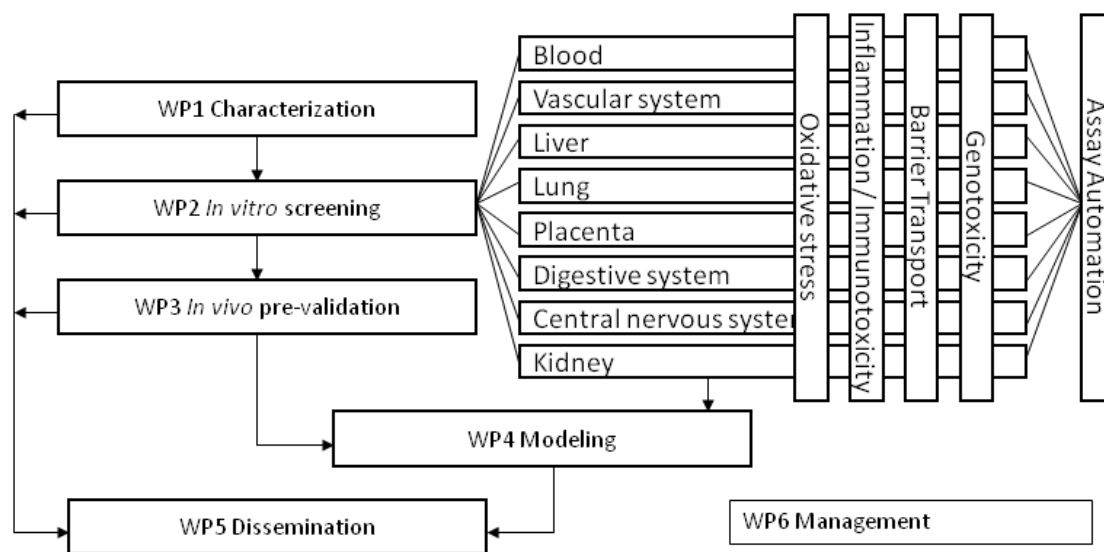 WP1 Characterization
WP2 In vitro screening
WP3 In vivo pre-validation
Blood
Vascular system
Liver
Lung
Placenta
Digestive system
Central nervous system
Kidney
Oxidative stress
Inflammation / Immunotoxicity
Barrier Transport
Genotoxicity
Assay Automation
WP4 Modeling
WP5 Dissemination
WP6 Management